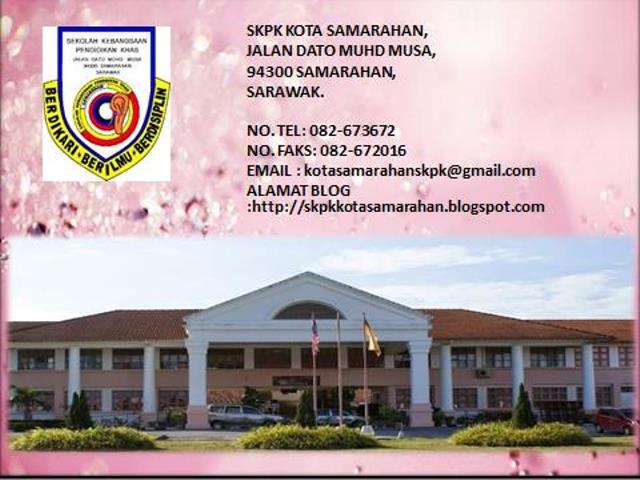 SEKOLAH KEBANGSAAN
PENDIDIKAN KHAS
JALAN DATO MUHD MUSA
94300 SAMARAHAN
SARAWAK
BERDIKARI • BERILMU • BERDISIPLIN
SKPK KOTA SAMARAHAN,
JALAN DATO MUHD MUSA,
94300 SAMARAHAN,
SARAWAK.
NO. TEL: 082-673672
NO. FAKS: 082-672016
EMAIL : kotasamarahanskpk@gmail.com
ALAMAT BLOG
:http://skpkkotasamarahan.blogspot.com